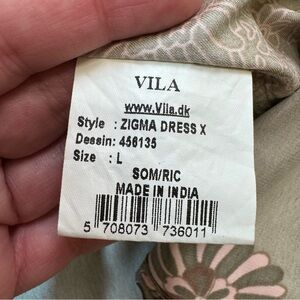 VILA
www.Vila.dk
Style : ZIGMA DRESS X
Dessin: 456135
Size : L
SOM/RIC
MADE IN INDIA
5 708073 736011